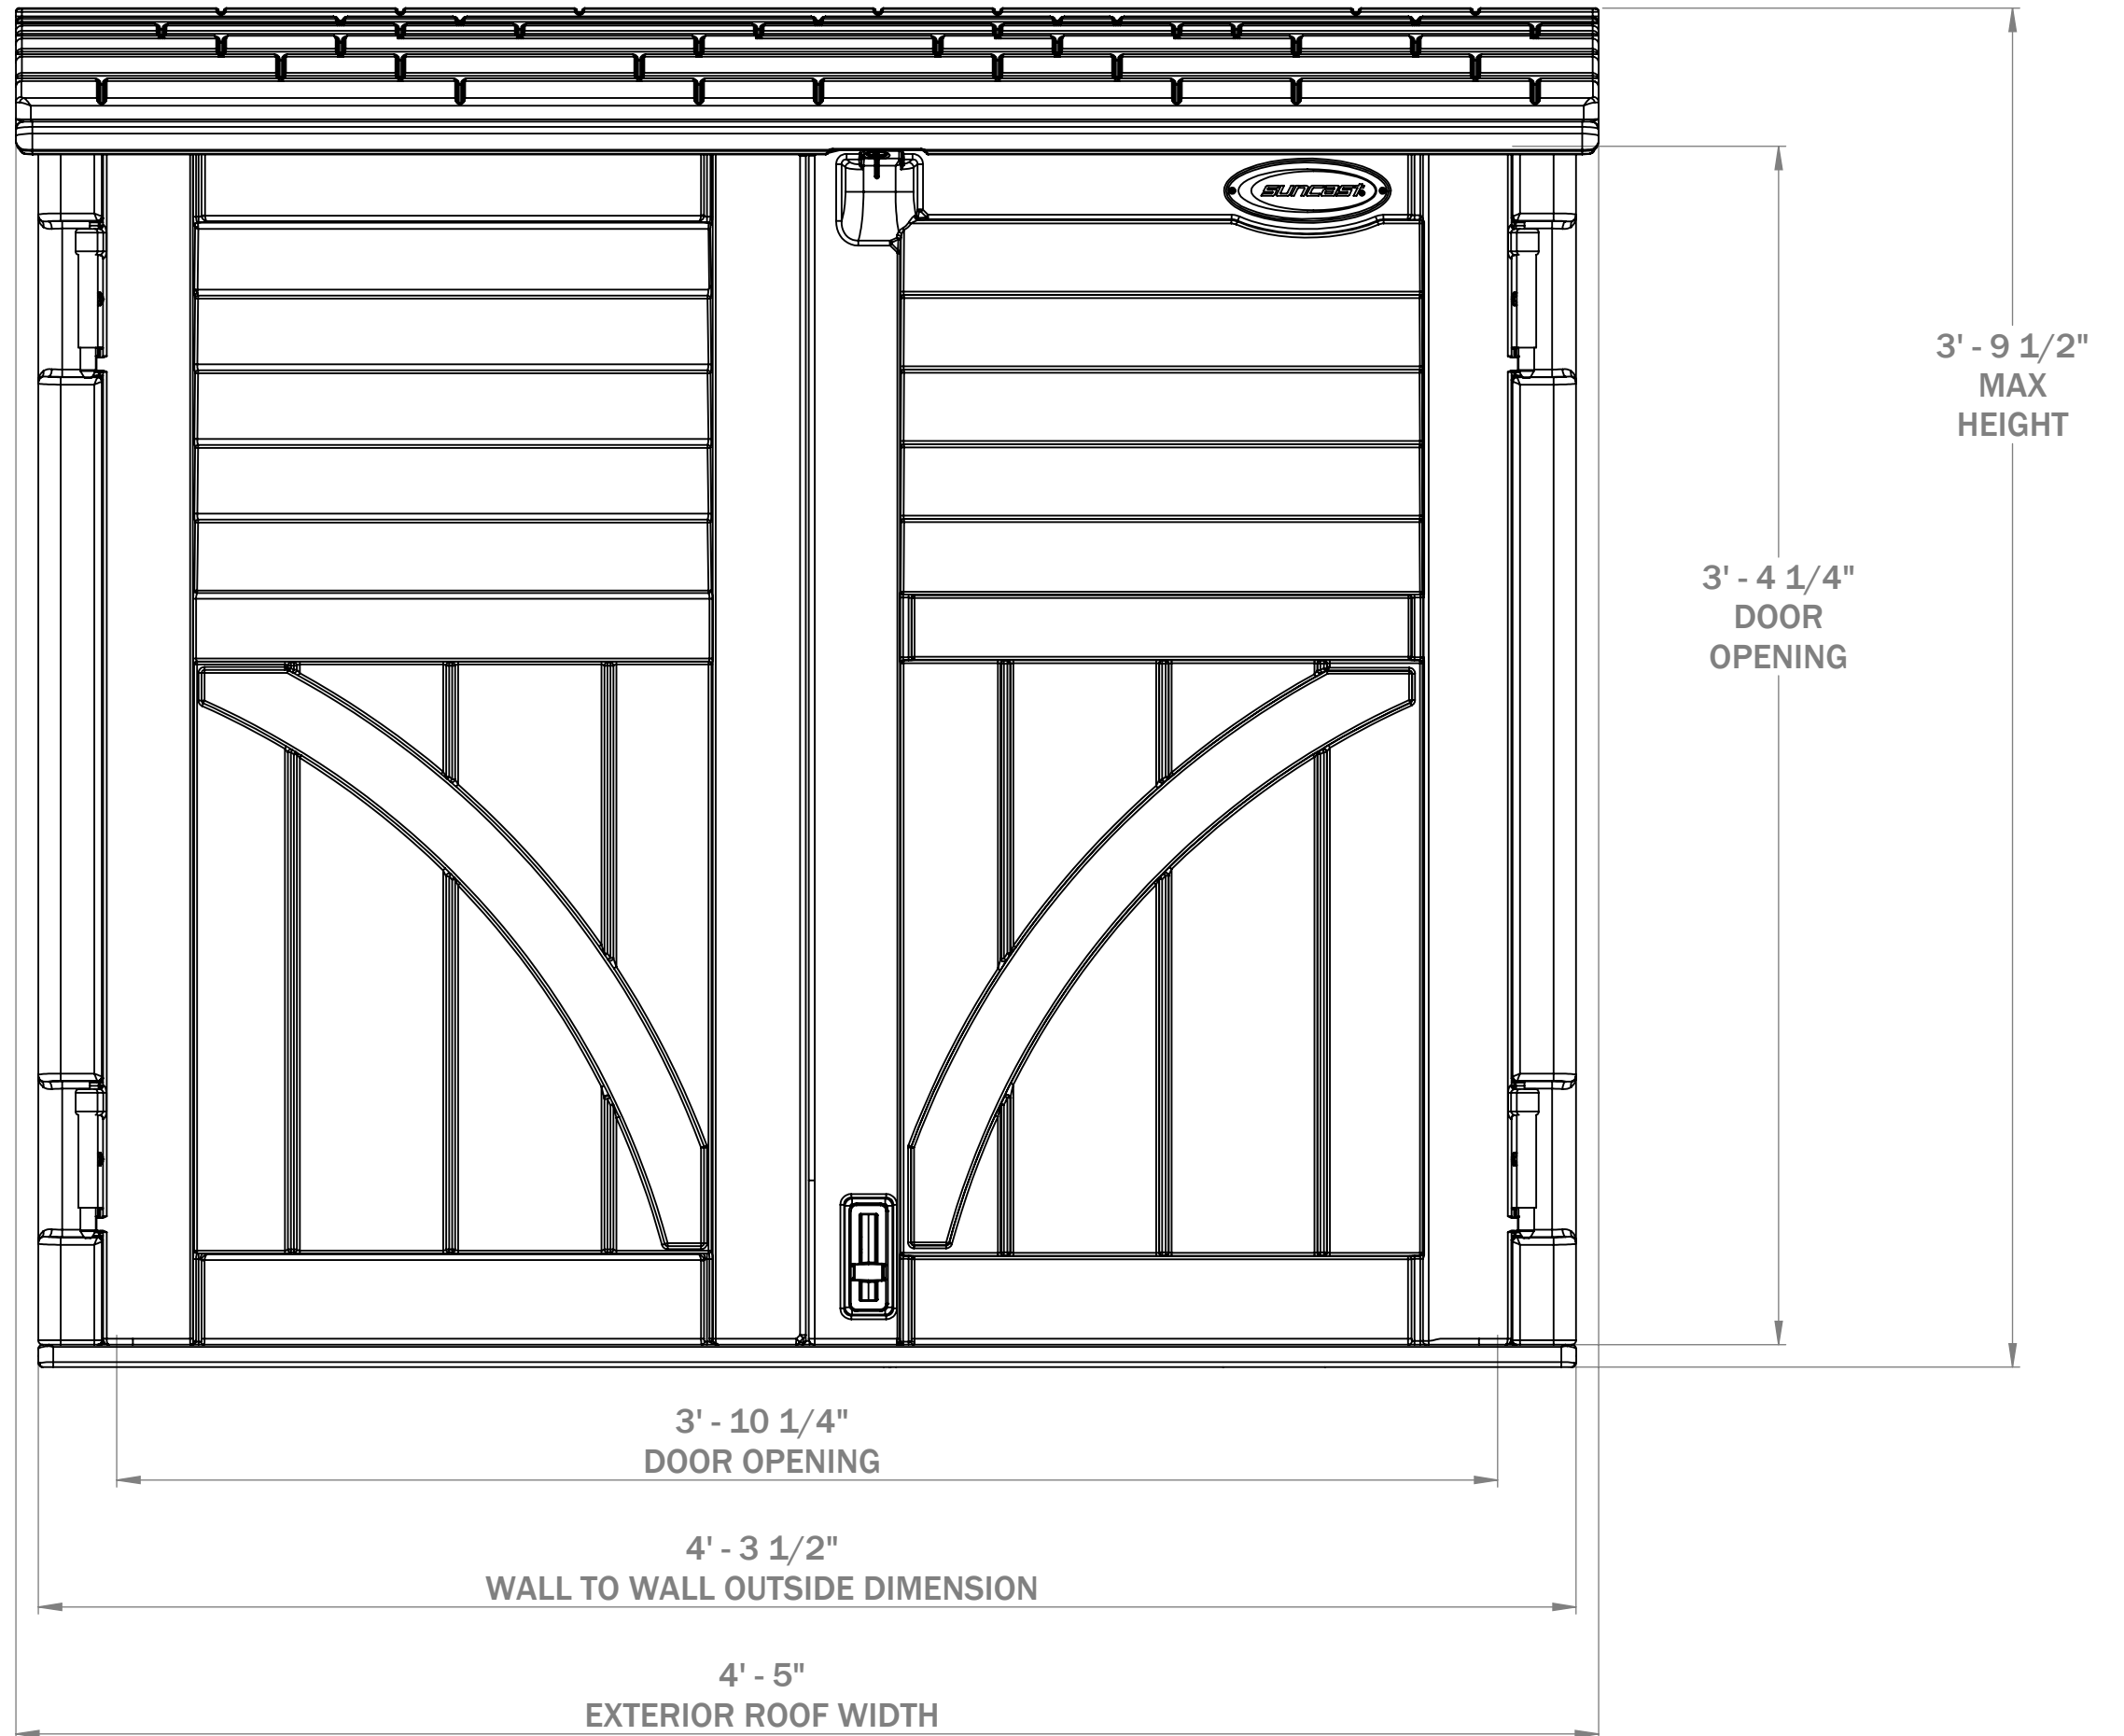 suncast
3' - 9 1/2"
MAX
HEIGHT
3' - 4 1/4"
DOOR
OPENING
3' - 10 1/4"
DOOR OPENING
4' - 3 1/2"
WALL TO WALL OUTSIDE DIMENSION
4' - 5"
EXTERIOR ROOF WIDTH